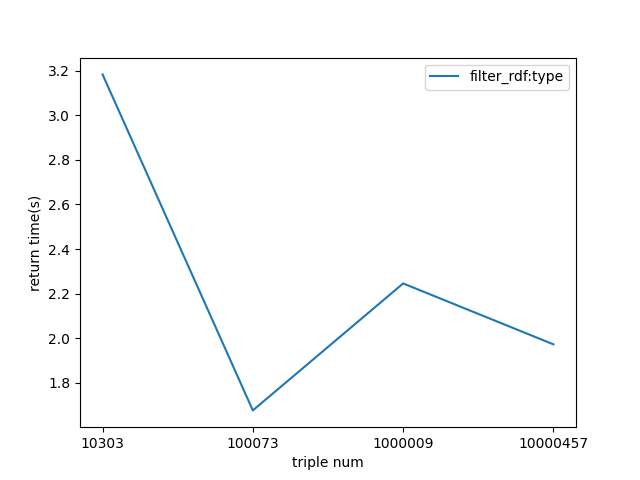 filter_rdf:type
3.2
3.0
2.8
2.6
2.4
2.2
2.0
1.8
return time(s)
10303 100073 1000009 10000457
triple num